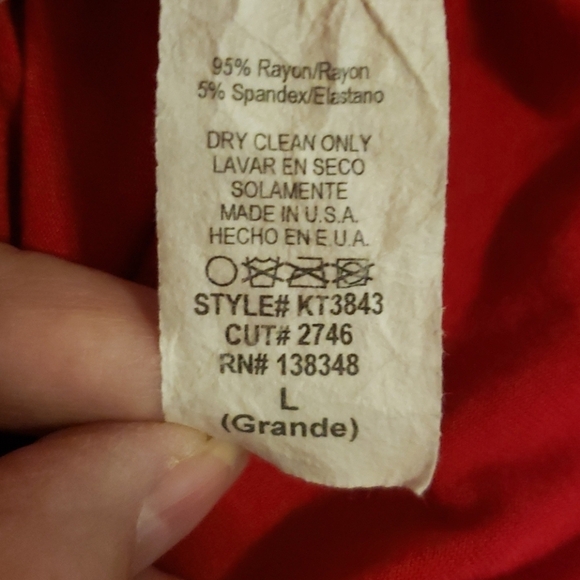 95% Rayon/Rayon
5% Spandex/Elastano
DRY CLEAN ONLY
LAVAR EN SECO
SOLAMENTE
MADE IN U.S.A.
HECHO EN E.U.A.
STYLE# KT3843
CUT# 2746
RN# 138348
L
(Grande)